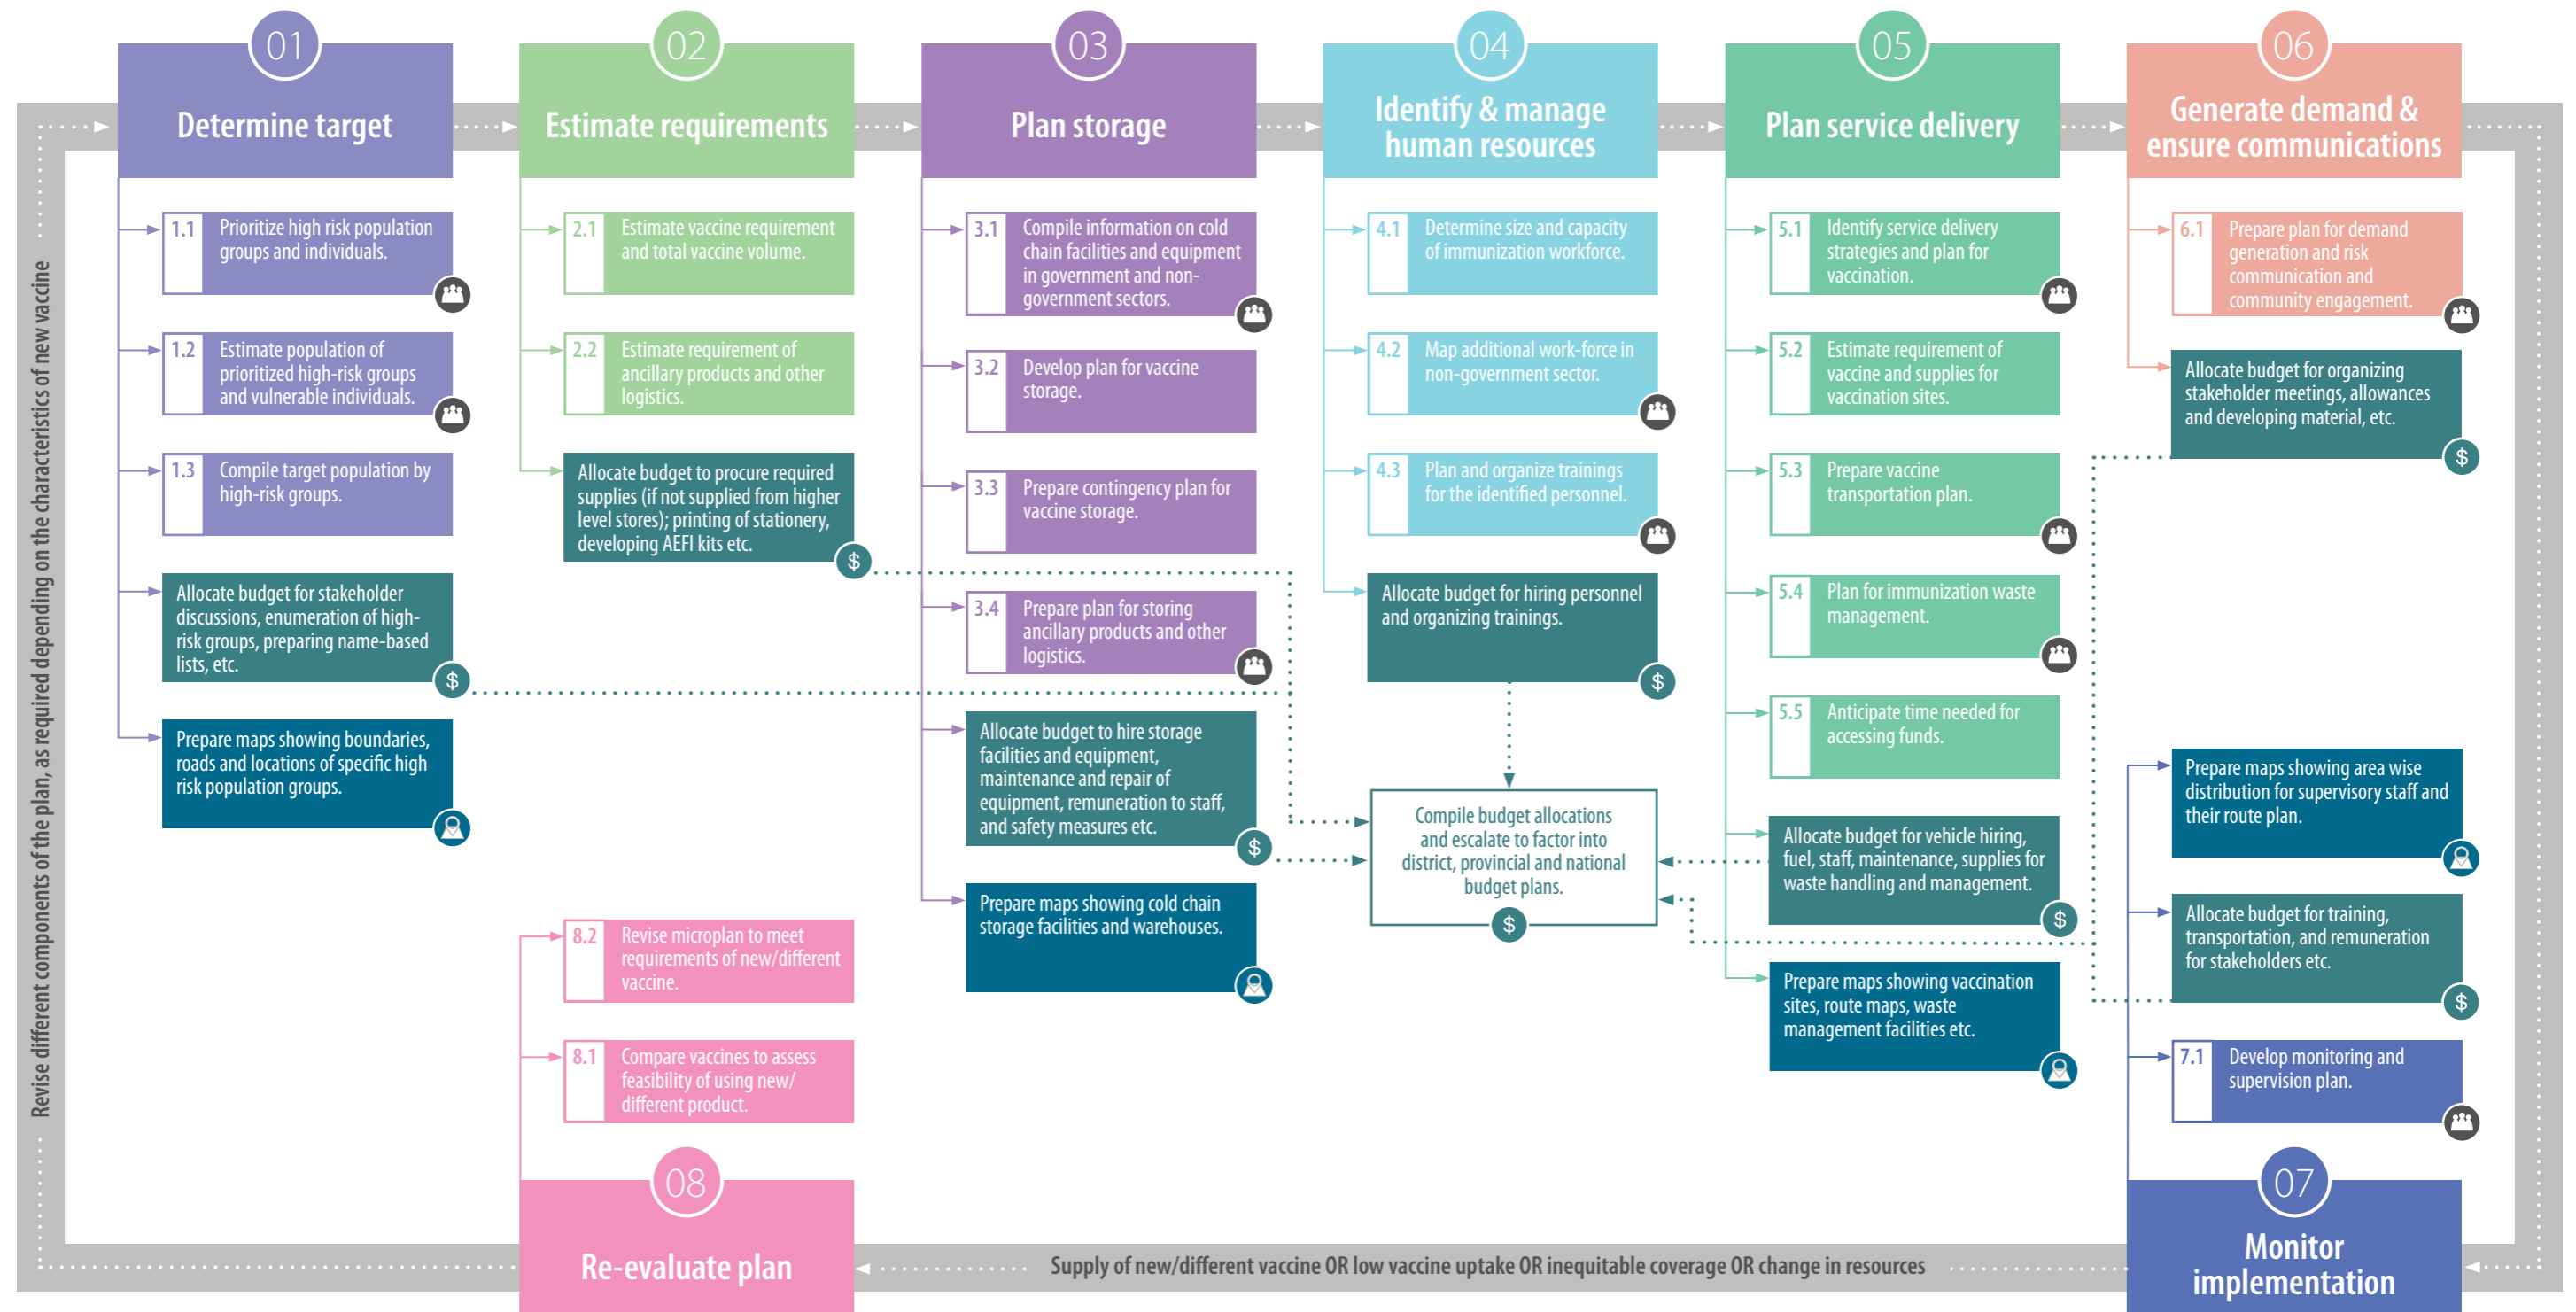 01
Determine target
1.1
Prioritize high risk population
groups and individuals.
1.2
Estimate population of
prioritized high-risk groups
and vulnerable individuals.
1.3
Compile target population by
high-risk groups.
Allocate budget for stakeholder
discussions, enumeration of high-
risk groups, preparing name-based
lists, etc.
$
Prepare maps showing boundaries,
roads and locations of specific high
risk population groups.
02
Estimate requirements
2.1
Estimate vaccine requirement
and total vaccine volume.
2.2
Estimate requirement of
ancillary products and other
logistics.
Allocate budget to procure required
supplies (if not supplied from higher
level stores); printing of stationery,
developing AEFI kits etc.
$
03
Plan storage
3.1
Compile information on cold
chain facilities and equipment
in government and non-
government sectors.
3.2
Develop plan for vaccine
storage.
3.3
Prepare contingency plan for
vaccine storage.
3.4
Prepare plan for storing
ancillary products and other
logistics.
Allocate budget to hire storage
facilities and equipment,
maintenance and repair of
equipment, remuneration to staff,
and safety measures etc.
$
Prepare maps showing cold chain
storage facilities and warehouses.
04
Identify & manage
human resources
4.1
Determine size and capacity
of immunization workforce.
4.2
Map additional work-force in
non-government sector.
4.3
Plan and organize trainings
for the identified personnel.
Allocate budget for hiring personnel
and organizing trainings.
$
Compile budget allocations
and escalate to factor into
district, provincial and national
budget plans.
$
05
Plan service delivery
5.1
Identify service delivery
strategies and plan for
vaccination.
5.2
Estimate requirement of
vaccine and supplies for
vaccination sites.
5.3
Prepare vaccine
transportation plan.
5.4
Plan for immunization waste
management.
5.5
Anticipate time needed for
accessing funds.
Allocate budget for vehicle hiring,
fuel, staff, maintenance, supplies for
waste handling and management.
$
Prepare maps showing vaccination
sites, route maps, waste
management facilities etc.
06
Generate demand &
ensure communications
6.1
Prepare plan for demand
generation and risk
communication and
community engagement.
Allocate budget for organizing
stakeholder meetings, allowances
and developing material, etc.
$
Prepare maps showing area wise
distribution for supervisory staff and
their route plan.
Allocate budget for training,
transportation, and remuneration
for stakeholders etc.
$
7.1
Develop monitoring and
supervision plan.
07
Monitor
implementation
Supply of new/different vaccine OR low vaccine uptake OR inequitable coverage OR change in resources
8.2
Revise microplan to meet
requirements of new/different
vaccine.
8.1
Compare vaccines to assess
feasibility of using new/
different product.
08
Re-evaluate plan
Revise different components of the plan, as required depending on the characteristics of new vaccine